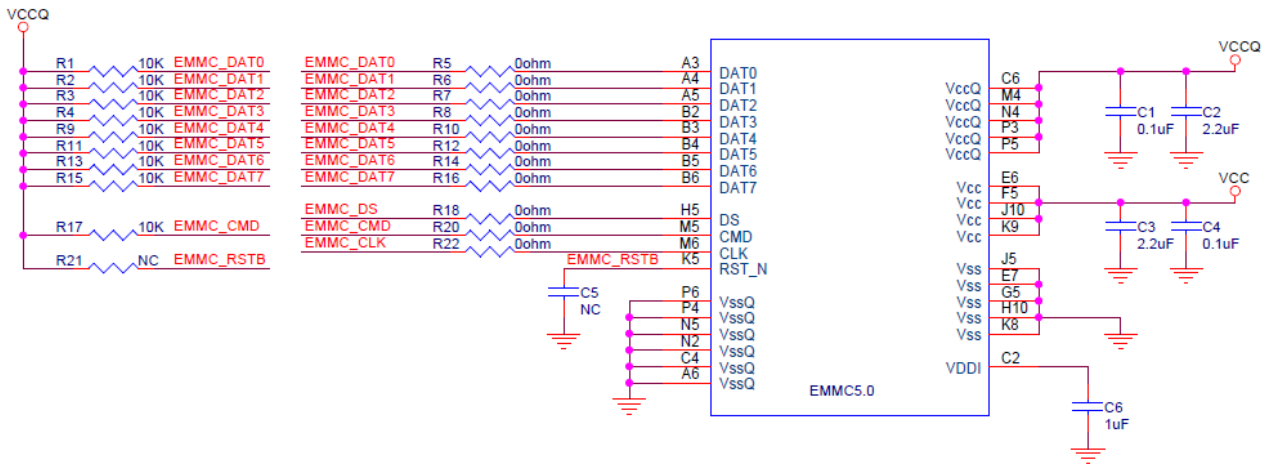 VCCQ
R1 10K EMMC_DAT0
R2 10K EMMC_DAT1
R3 10K EMMC_DAT2
R4 10K EMMC_DAT3
R9 10K EMMC_DAT4
R11 10K EMMC_DAT5
R13 10K EMMC_DAT6
R15 10K EMMC_DAT7
R17 10K EMMC_CMD
R21 NC EMMC_RSTB
EMMC_DAT0 R5 0ohm A3 DAT0
EMMC_DAT1 R6 0ohm A4 DAT1
EMMC_DAT2 R7 0ohm A5 DAT2
EMMC_DAT3 R8 0ohm B2 DAT3
EMMC_DAT4 R10 0ohm B3 DAT4
EMMC_DAT5 R12 0ohm B4 DAT5
EMMC_DAT6 R14 0ohm B5 DAT6
EMMC_DAT7 R16 0ohm B6 DAT7
EMMC_DS R18 0ohm H5 DS
EMMC_CMD R20 0ohm M5 CMD
EMMC_CLK R22 0ohm M6 CLK
EMMC_RSTB K5 RST_N
C5
NC
P6 VssQ
P4 VssQ
N5 VssQ
N2 VssQ
C4 VssQ
A6 VssQ
EMMC5.0
VccQ C6
VccQ M4
VccQ N4
VccQ P3
VccQ P5
Vcc E6
Vcc F5
Vcc J10
Vcc K9
Vss J5
Vss E7
Vss G5
Vss H10
Vss K8
VDDI C2
VCCQ
C1
0.1uF
C2
2.2uF
VCC
C3
2.2uF
C4
0.1uF
C6
1uF